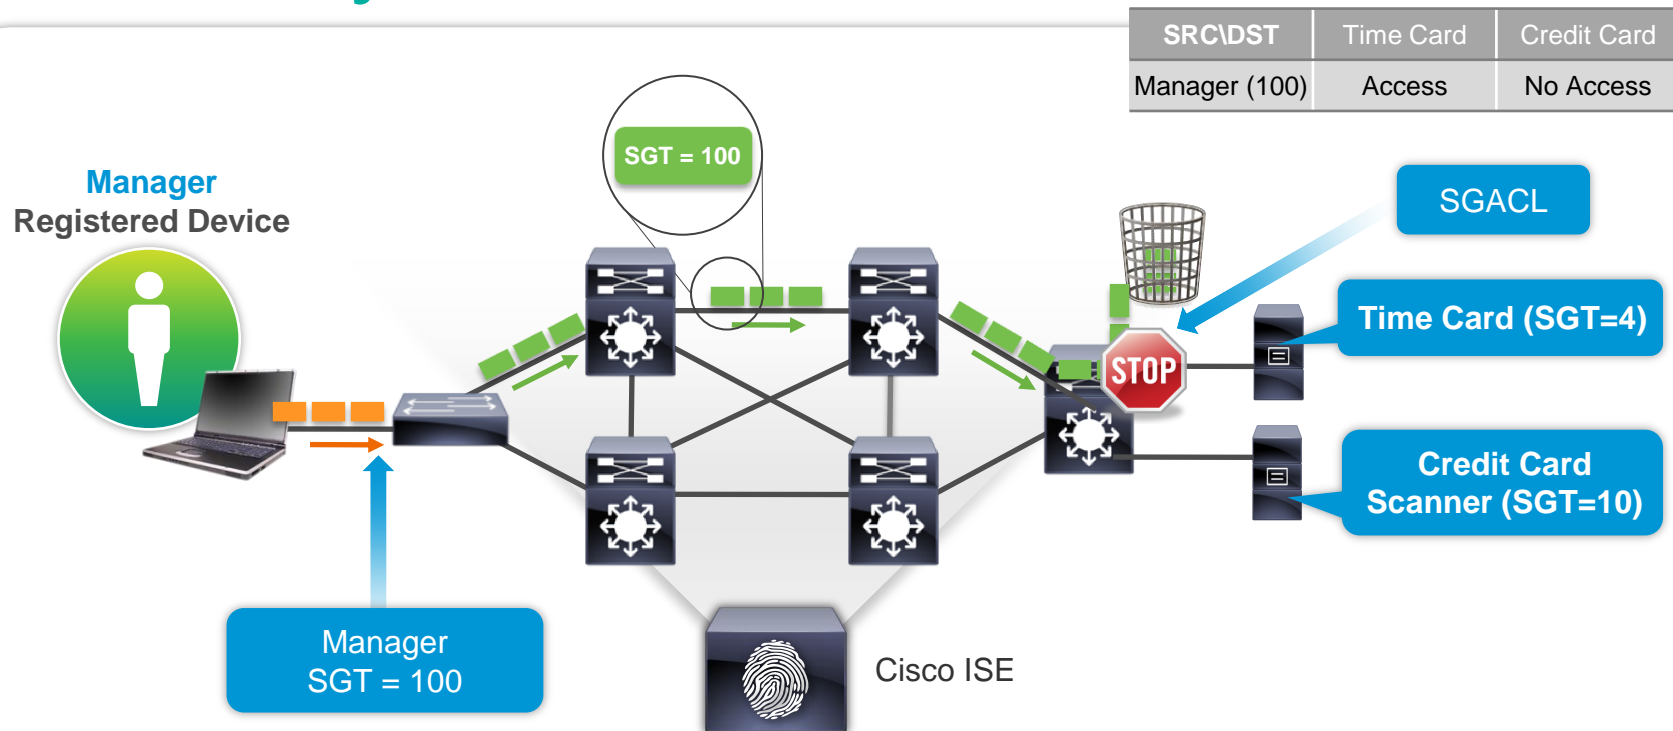 SRC\DST Time Card Credit Card
Manager (100) Access No Access
SGT = 100
Manager
Registered Device
SGACL
Time Card (SGT=4)
STOP
Credit Card
Scanner (SGT=10)
Manager
SGT = 100
Cisco ISE